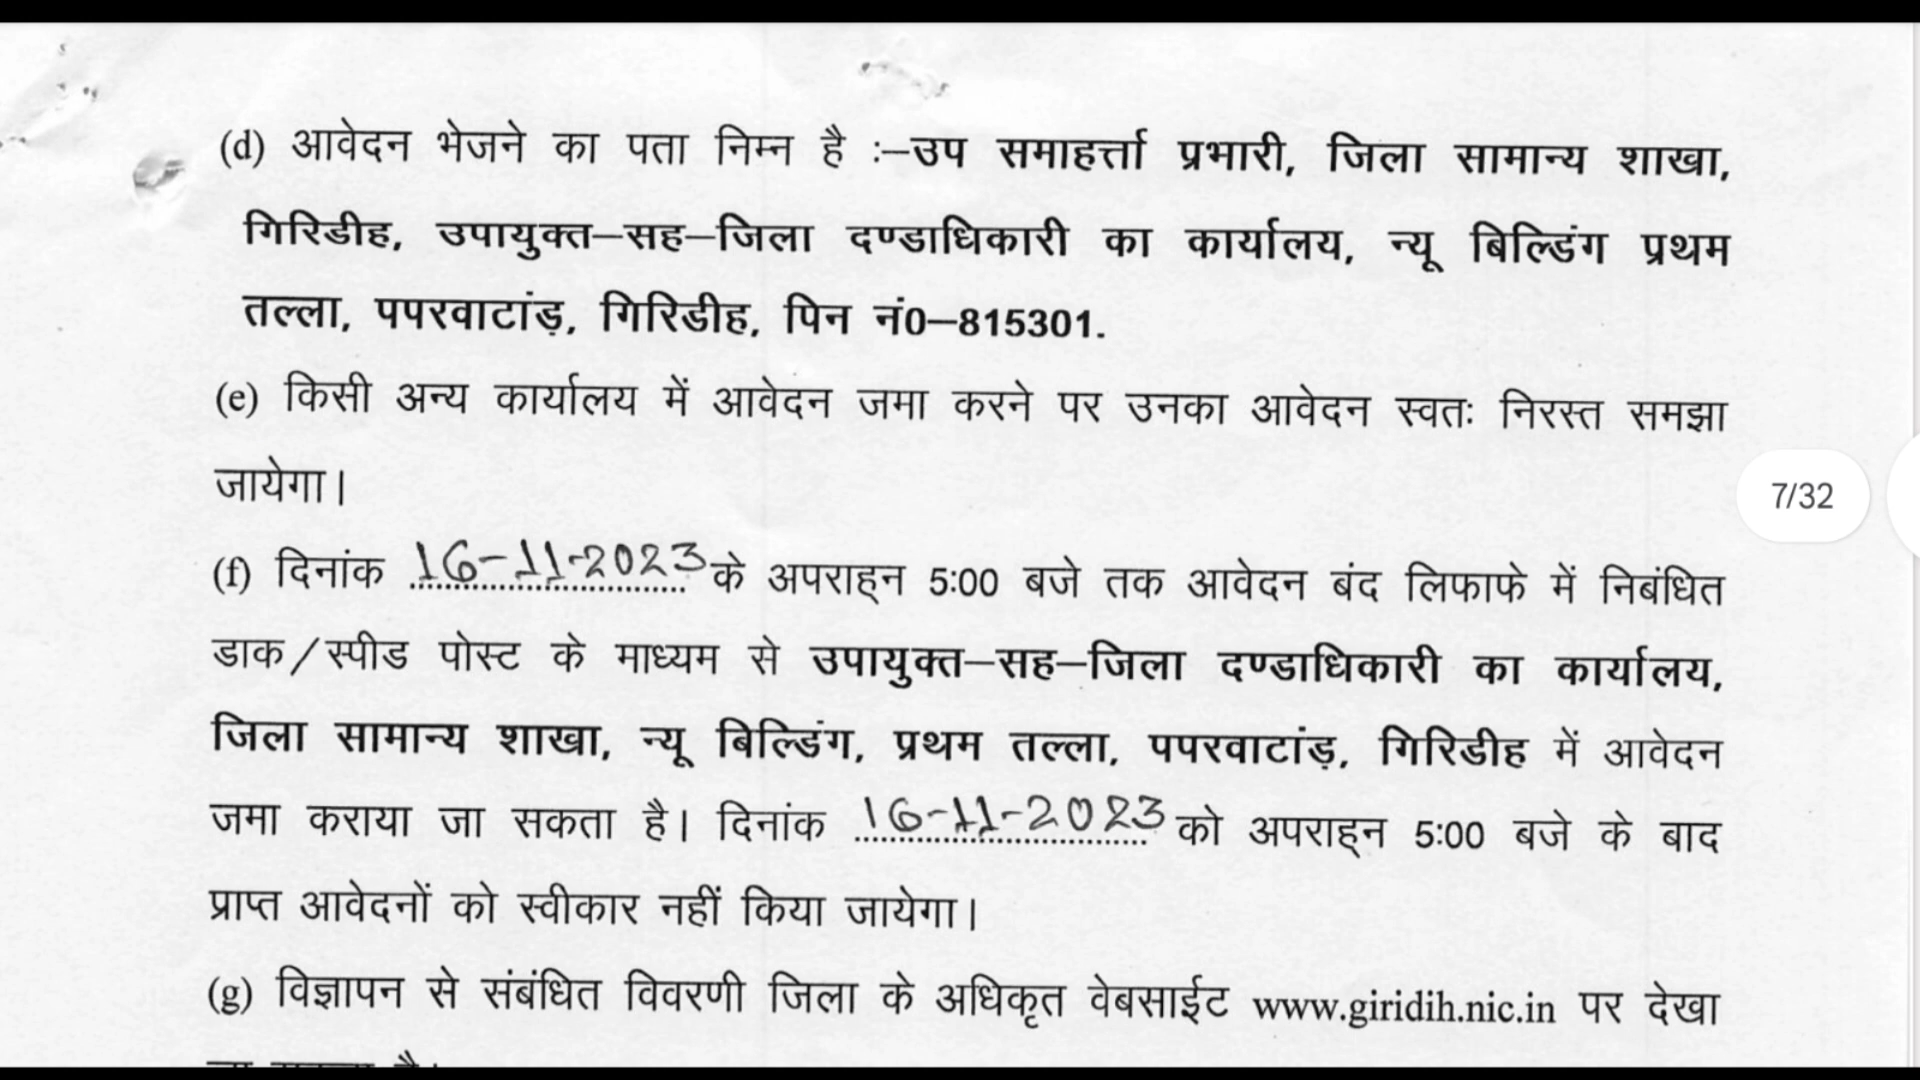 (d) आवेदन भेजने का पता निम्न है :–उप समाहर्त्ता प्रभारी, जिला सामान्य शाखा,
गिरिडीह, उपायुक्त–सह–जिला दण्डाधिकारी का कार्यालय, न्यू बिल्डिंग प्रथम
तल्ला, पपरवाटांड़, गिरिडीह, पिन नं0–815301.
(e) किसी अन्य कार्यालय में आवेदन जमा करने पर उनका आवेदन स्वतः निरस्त समझा
जायेगा।
7/32
(f) दिनांक 16-11-2023 के अपराह्न 5:00 बजे तक आवेदन बंद लिफाफे में निबंधित
डाक/स्पीड पोस्ट के माध्यम से उपायुक्त–सह–जिला दण्डाधिकारी का कार्यालय,
जिला सामान्य शाखा, न्यू बिल्डिंग, प्रथम तल्ला, पपरवाटांड़, गिरिडीह में आवेदन
जमा कराया जा सकता है। दिनांक 16-11-2023 को अपराह्न 5:00 बजे के बाद
प्राप्त आवेदनों को स्वीकार नहीं किया जायेगा।
(g) विज्ञापन से संबंधित विवरणी जिला के अधिकृत वेबसाईट www.giridih.nic.in पर देखा